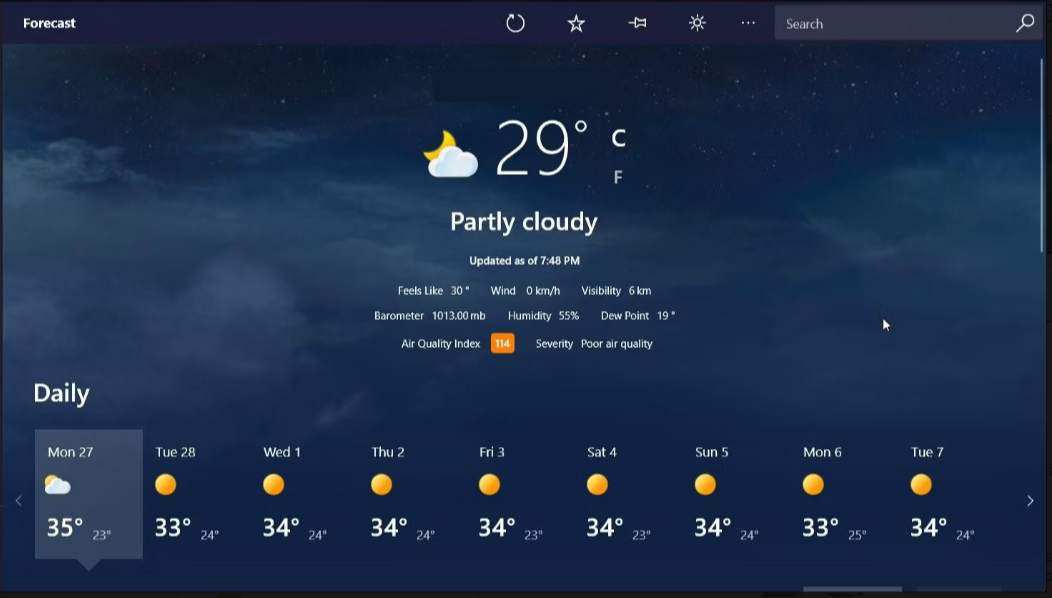 Forecast
Search
29° C
F
Partly cloudy
Updated as of 7:48 PM
Feels Like 30° Wind 0 km/h Visibility 6 km
Barometer 1013.00 mb Humidity 55% Dew Point 19°
Air Quality Index 114 Severity Poor air quality
Daily
Mon 27 Tue 28 Wed 1 Thu 2 Fri 3 Sat 4 Sun 5 Mon 6 Tue 7
35° 23° 33° 24° 34° 24° 34° 24° 34° 23° 34° 23° 34° 24° 33° 25° 34° 24°